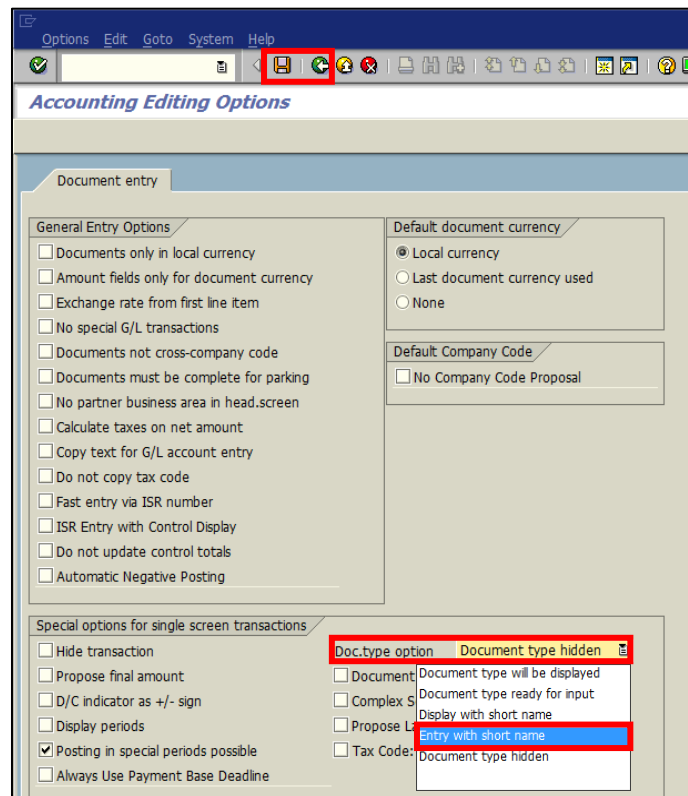 Options Edit Goto System Help
Accounting Editing Options
Document entry
General Entry Options
Documents only in local currency
Amount fields only for document currency
Exchange rate from first line item
No special G/L transactions
Documents not cross-company code
Documents must be complete for parking
No partner business area in head.screen
Calculate taxes on net amount
Copy text for G/L account entry
Do not copy tax code
Fast entry via ISR number
ISR Entry with Control Display
Do not update control totals
Automatic Negative Posting
Default document currency
Local currency
Last document currency used
None
Default Company Code
No Company Code Proposal
Special options for single screen transactions
Hide transaction
Propose final amount
D/C indicator as +/- sign
Display periods
Posting in special periods possible
Always Use Payment Base Deadline
Doc.type option Document type hidden
Document
Complex S
Propose La
Tax Code:
Document type will be displayed
Document type ready for input
Display with short name
Entry with short name
Document type hidden